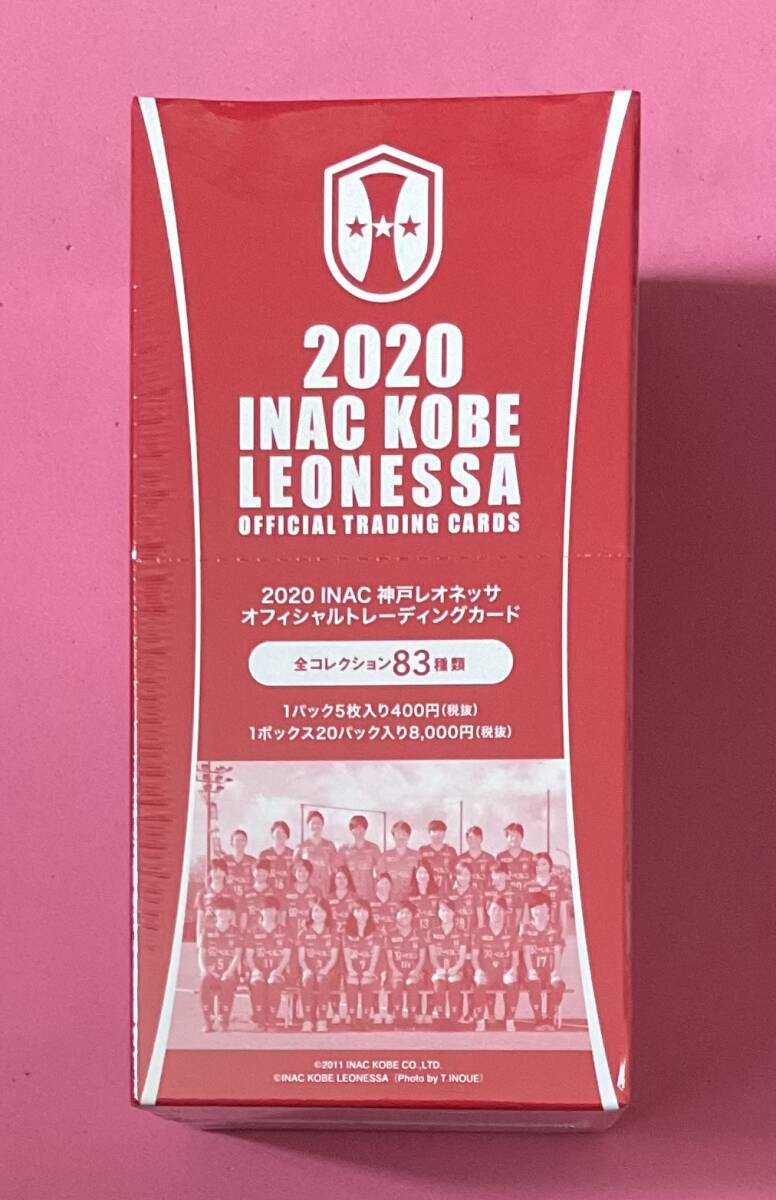 2020
INAC KOBE
LEONESSA
OFFICIAL TRADING CARDS
2020 INAC 神戸レオネッサ
オフィシャルトレーディングカード
全コレクション83種類
1パック5枚入り400円(税抜)
1ボックス20パック入り8,000円(税抜)
©2011 INAC KOBE CO.,LTD.
©INAC KOBE LEONESSA (Photo by T.INOUE)